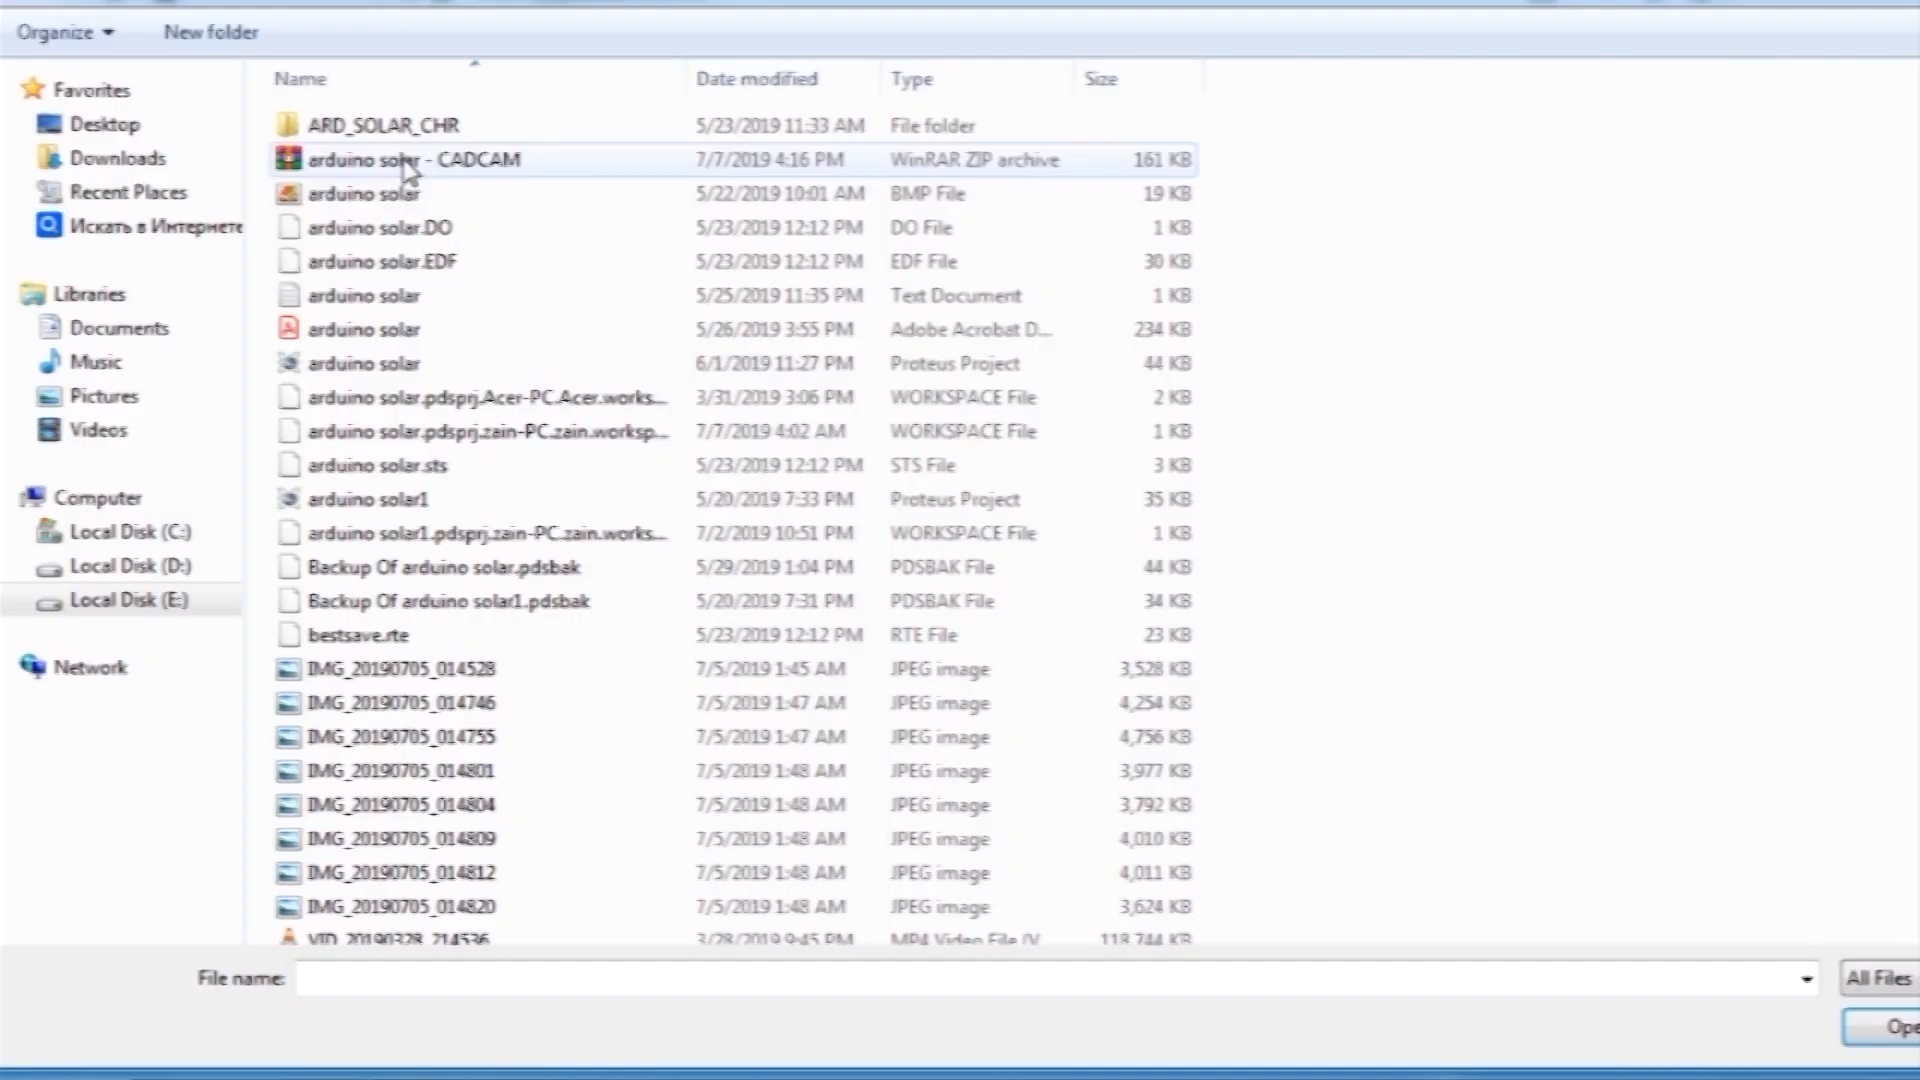 Organize New folder
Name Date modified Type Size
Favorites
Desktop
Downloads
Recent Places
Искать в Интернете
Libraries
Documents
Music
Pictures
Videos
Computer
Local Disk (C:)
Local Disk (D:)
Local Disk (E:)
Network
ARD_SOLAR_CHR 5/23/2019 11:33 AM File folder
arduino solar - CADCAM 7/7/2019 4:16 PM WinRAR ZIP archive 161 KB
arduino solar 5/22/2019 10:01 AM BMP File 19 KB
arduino solar.DO 5/23/2019 12:12 PM DO File 1 KB
arduino solar.EDF 5/23/2019 12:12 PM EDF File 30 KB
arduino solar 5/25/2019 11:35 PM Text Document 1 KB
arduino solar 5/26/2019 3:55 PM Adobe Acrobat D... 234 KB
arduino solar 6/1/2019 11:27 PM Proteus Project 44 KB
arduino solar.pdsprj.Acer-PC.Acer.works... 3/31/2019 3:06 PM WORKSPACE File 2 KB
arduino solar.pdsprj.zain-PC.zain.worksp... 7/7/2019 4:02 AM WORKSPACE File 1 KB
arduino solar.sts 5/23/2019 12:12 PM STS File 3 KB
arduino solar1 5/20/2019 7:33 PM Proteus Project 35 KB
arduino solar1.pdsprj.zain-PC.zain.works... 7/2/2019 10:51 PM WORKSPACE File 1 KB
Backup Of arduino solar.pdsbak 5/29/2019 1:04 PM PDSBAK File 44 KB
Backup Of arduino solar1.pdsbak 5/20/2019 7:31 PM PDSBAK File 34 KB
bestsave.rte 5/23/2019 12:12 PM RTE File 23 KB
IMG_20190705_014528 7/5/2019 1:45 AM JPEG image 3,528 KB
IMG_20190705_014746 7/5/2019 1:47 AM JPEG image 4,254 KB
IMG_20190705_014755 7/5/2019 1:47 AM JPEG image 4,756 KB
IMG_20190705_014801 7/5/2019 1:48 AM JPEG image 3,977 KB
IMG_20190705_014804 7/5/2019 1:48 AM JPEG image 3,792 KB
IMG_20190705_014809 7/5/2019 1:48 AM JPEG image 4,010 KB
IMG_20190705_014812 7/5/2019 1:48 AM JPEG image 4,011 KB
IMG_20190705_014820 7/5/2019 1:48 AM JPEG image 3,624 KB
VID_20190328_214536 3/28/2019 9:45 PM MP4 Video File (V 118,744 KB
File name: All Files
Ope